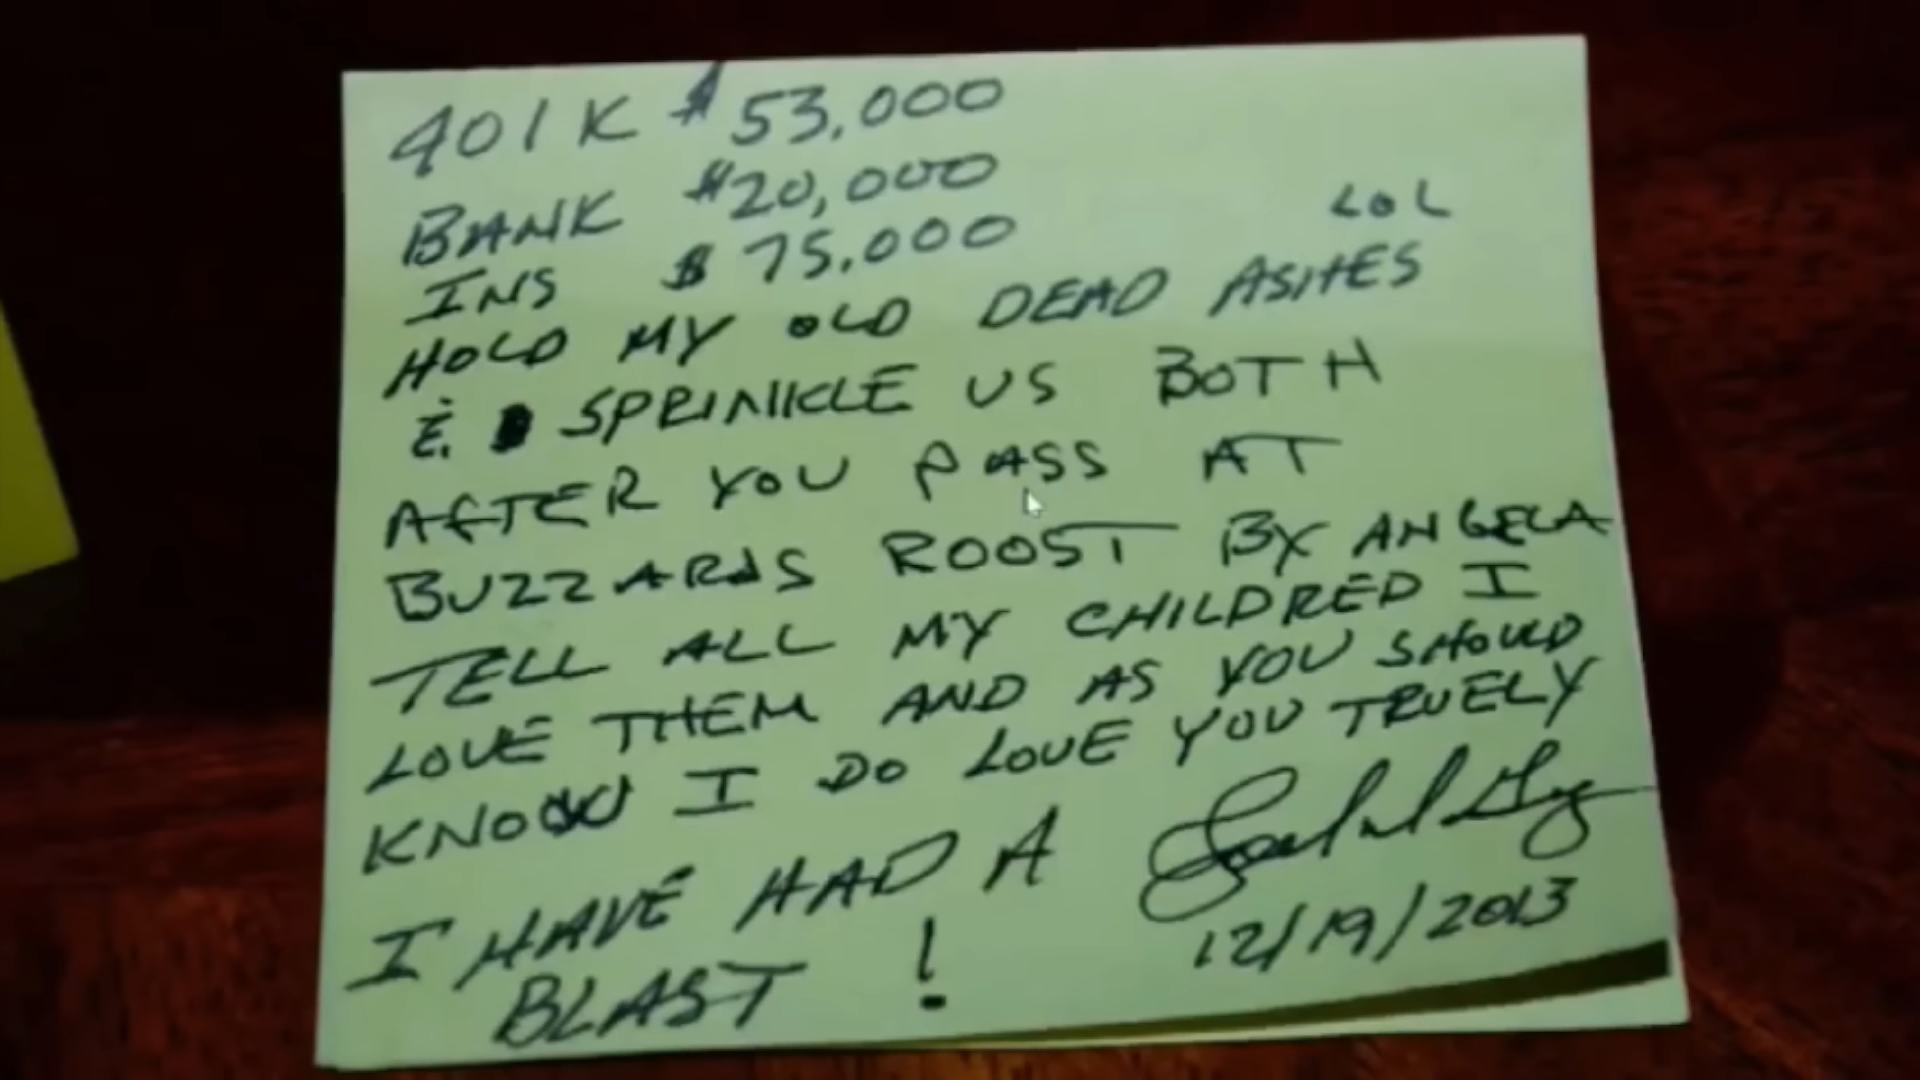 401K $53,000
BANK $20,000
INS $75,000
LOL
HOLD MY OLD DEAD ASHES
&. SPRINKLE US BOTH
AFTER YOU PASS AT
BUZZARDS ROOST BY ANGELA
TELL ALL MY CHILDRED I
LOVE THEM AND AS YOU SHOULD
KNOW I DO LOVE YOU TRUELY
I HAVE HAD A
BLAST !
12/19/2013